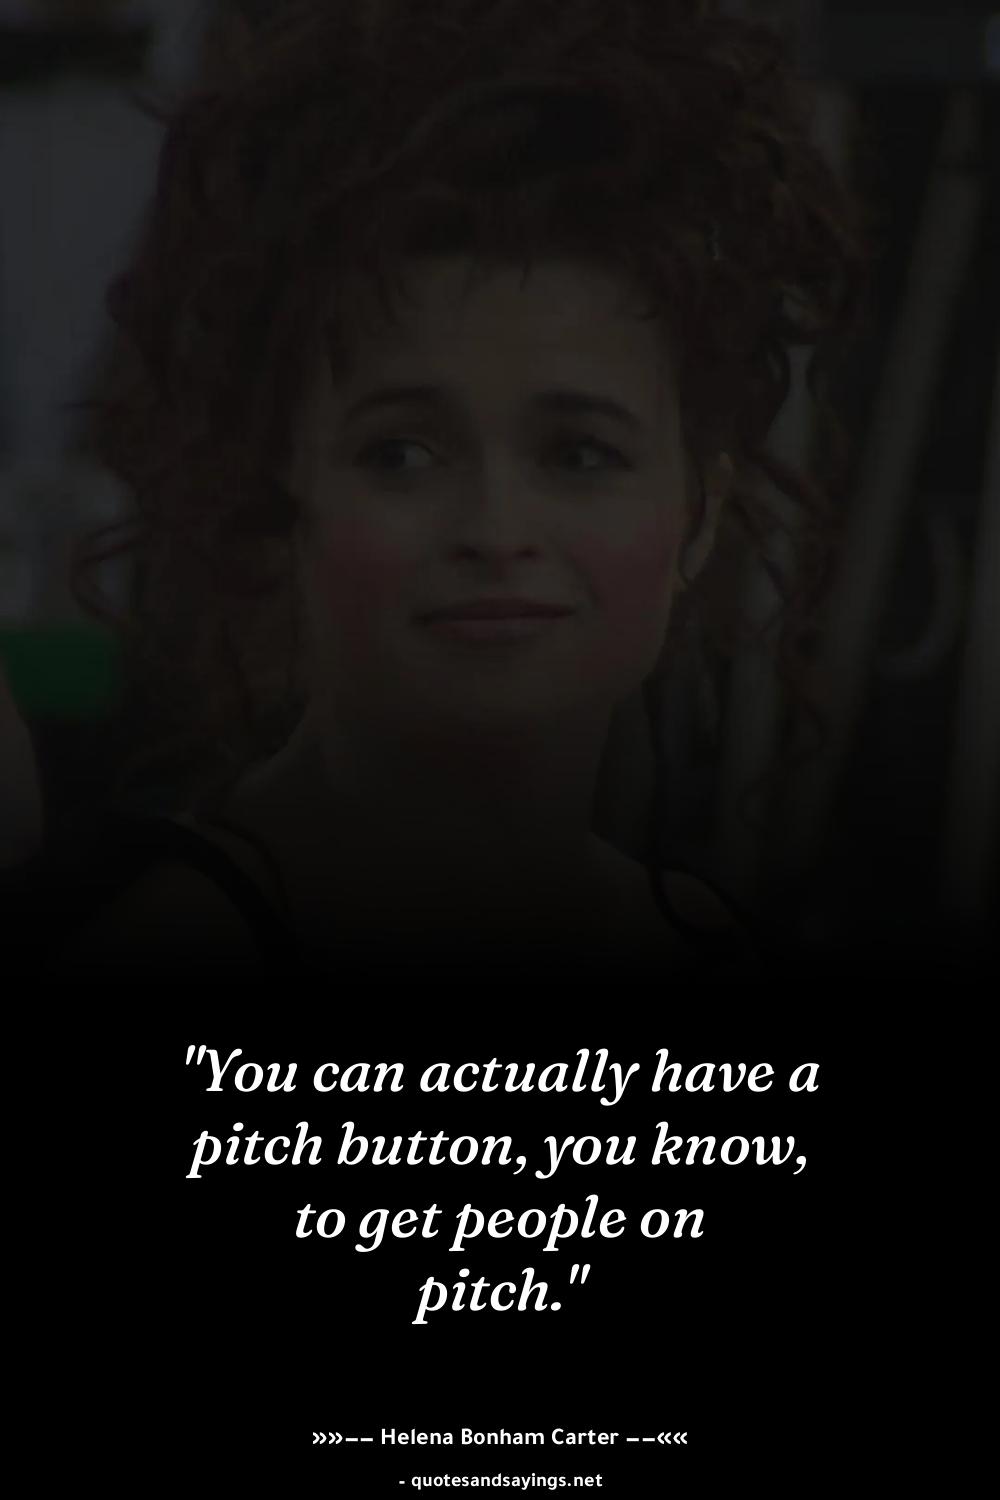 "You can actually have a
pitch button, you know,
to get people on
pitch."
»»–– Helena Bonham Carter ––««
- quotesandsayings.net